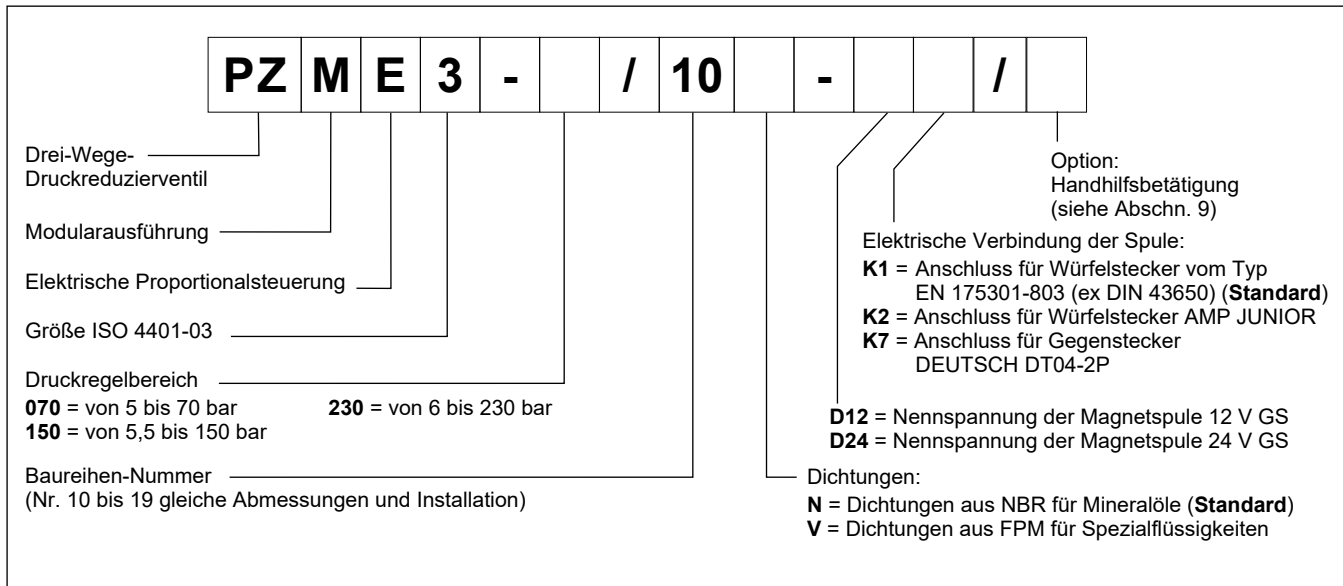 PZ M E 3 - / 10 - /
Drei-Wege-
Druckreduzierventil
Modularausführung
Elektrische Proportionalsteuerung
Größe ISO 4401-03
Druckregelbereich
070 = von 5 bis 70 bar 230 = von 6 bis 230 bar
150 = von 5,5 bis 150 bar
Baureihen-Nummer
(Nr. 10 bis 19 gleiche Abmessungen und Installation)
Option:
Handhilfsbetätigung
(siehe Abschn. 9)
Elektrische Verbindung der Spule:
K1 = Anschluss für Würfelstecker vom Typ
EN 175301-803 (ex DIN 43650) (Standard)
K2 = Anschluss für Würfelstecker AMP JUNIOR
K7 = Anschluss für Gegenstecker
DEUTSCH DT04-2P
D12 = Nennspannung der Magnetspule 12 V GS
D24 = Nennspannung der Magnetspule 24 V GS
Dichtungen:
N = Dichtungen aus NBR für Mineralöle (Standard)
V = Dichtungen aus FPM für Spezialflüssigkeiten